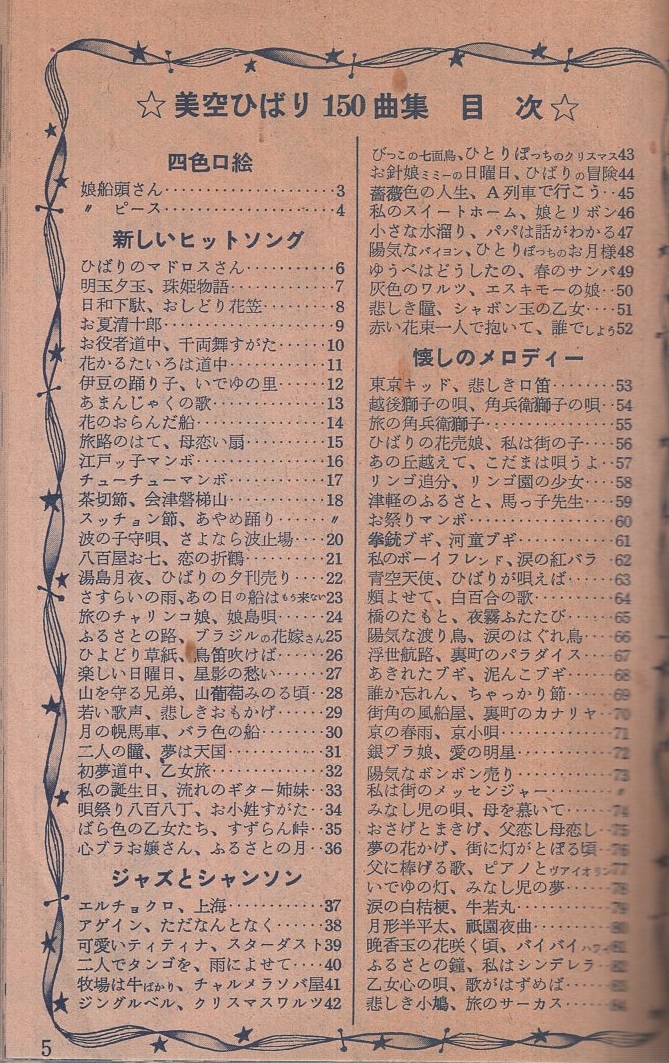 ☆美空ひばり150曲集 目 次☆
四色口絵
娘船頭さん……………………3
〃 ピース……………………4
新しいヒットソング
ひばりのマドロスさん…………6
明玉夕玉、珠姫物語…………7
日和下駄、おしどり花笠………8
お夏清十郎……………………9
お役者道中、千両舞すがた……10
花かるたいろは道中……………11
伊豆の踊り子、いでゆの里……12
あまんじゃくの歌………………13
花のおらんだ船…………………14
旅路のはて、母恋い扇…………15
江戸ッ子マンボ…………………16
チューチューマンボ……………17
茶切節、会津磐梯山……………18
スッチョン節、あやめ踊り……〃
波の子守唄、さよなら波止場…20
八百屋お七、恋の折鶴…………21
湯島月夜、ひばりの夕刊売り…22
さすらいの雨、あの日の船はもう来ない23
旅のチャリンコ娘、娘島唄……24
ふるさとの路、ブラジルの花嫁さん25
ひよどり草紙、鳥笛吹けば……26
楽しい日曜日、星影の愁い……27
山を守る兄弟、山葡萄みのる頃‥28
若い歌声、悲しきおもかげ……29
月の幌馬車、バラ色の船………30
二人の瞳、夢は天国……………31
初夢道中、乙女旅………………32
私の誕生日、流れのギター姉妹‥33
唄祭り八百八丁、お小姓すがた‥34
ばら色の乙女たち、すずらん峠‥35
心ブラお嬢さん、ふるさとの月‥36
ジャズとシャンソン
エルチョクロ、上海……………37
アゲイン、ただなんとなく……38
可愛いティティナ、スターダスト39
二人でタンゴを、雨によせて…40
牧場は牛ばかり、チャルメラソバ屋41
ジングルベル、クリスマスワルツ42
びっこの七面鳥、ひとりぼっちのクリスマス43
お針娘ミミーの日曜日、ひばりの冒険44
薔薇色の人生、A列車で行こう‥45
私のスイートホーム、娘とリボン46
小さな水溜り、パパは話がわかる47
陽気なバイヨン、ひとりぼっちのお月様48
ゆうべはどうしたの、春のサンバ49
灰色のワルツ、エスキモーの娘‥50
悲しき瞳、シャボン玉の乙女…51
赤い花束一人で抱いて、誰でしよう52
懐しのメロディー
東京キッド、悲しき口笛………53
越後獅子の唄、角兵衛獅子の唄‥54
旅の角兵衛獅子…………………55
ひばりの花売娘、私は街の子…56
あの丘越えて、こだまは唄うよ‥57
リンゴ追分、リンゴ園の少女…58
津軽のふるさと、馬っ子先生…59
お祭りマンボ……………………60
拳銃ブギ、河童ブギ……………61
私のボーイフレンド、涙の紅バラ 62
青空天使、ひばりが唄えば……63
頬よせて、白百合の歌…………64
橋のたもと、夜霧ふたたび……65
陽気な渡り鳥、涙のはぐれ鳥…66
浮世航路、裏町のパラダイス…67
あきれたブギ、泥んこブギ……68
誰か忘れん、ちゃっかり節……69
街角の風船屋、裏町のカナリヤ‥70
京の春雨、京小唄………………71
銀ブラ娘、愛の明星……………72
陽気なボンボン売り……………73
私は街のメッセンジャー………〃
みなし児の唄、母を慕いて……74
おさげとまきげ、父恋し母恋し‥75
夢の花かげ、街に灯がとぼる頃‥76
父に捧げる歌、ピアノとヴァイオリン77
いでゆの灯、みなし児の夢……78
涙の白桔梗、牛若丸……………79
月形半平太、祇園夜曲…………80
晩香玉の花咲く頃、バイバイハワイ81
ふるさとの鐘、私はシンデレラ‥82
乙女心の唄、歌がはずめば……83
悲しき小鳩、旅のサーカス……84
5